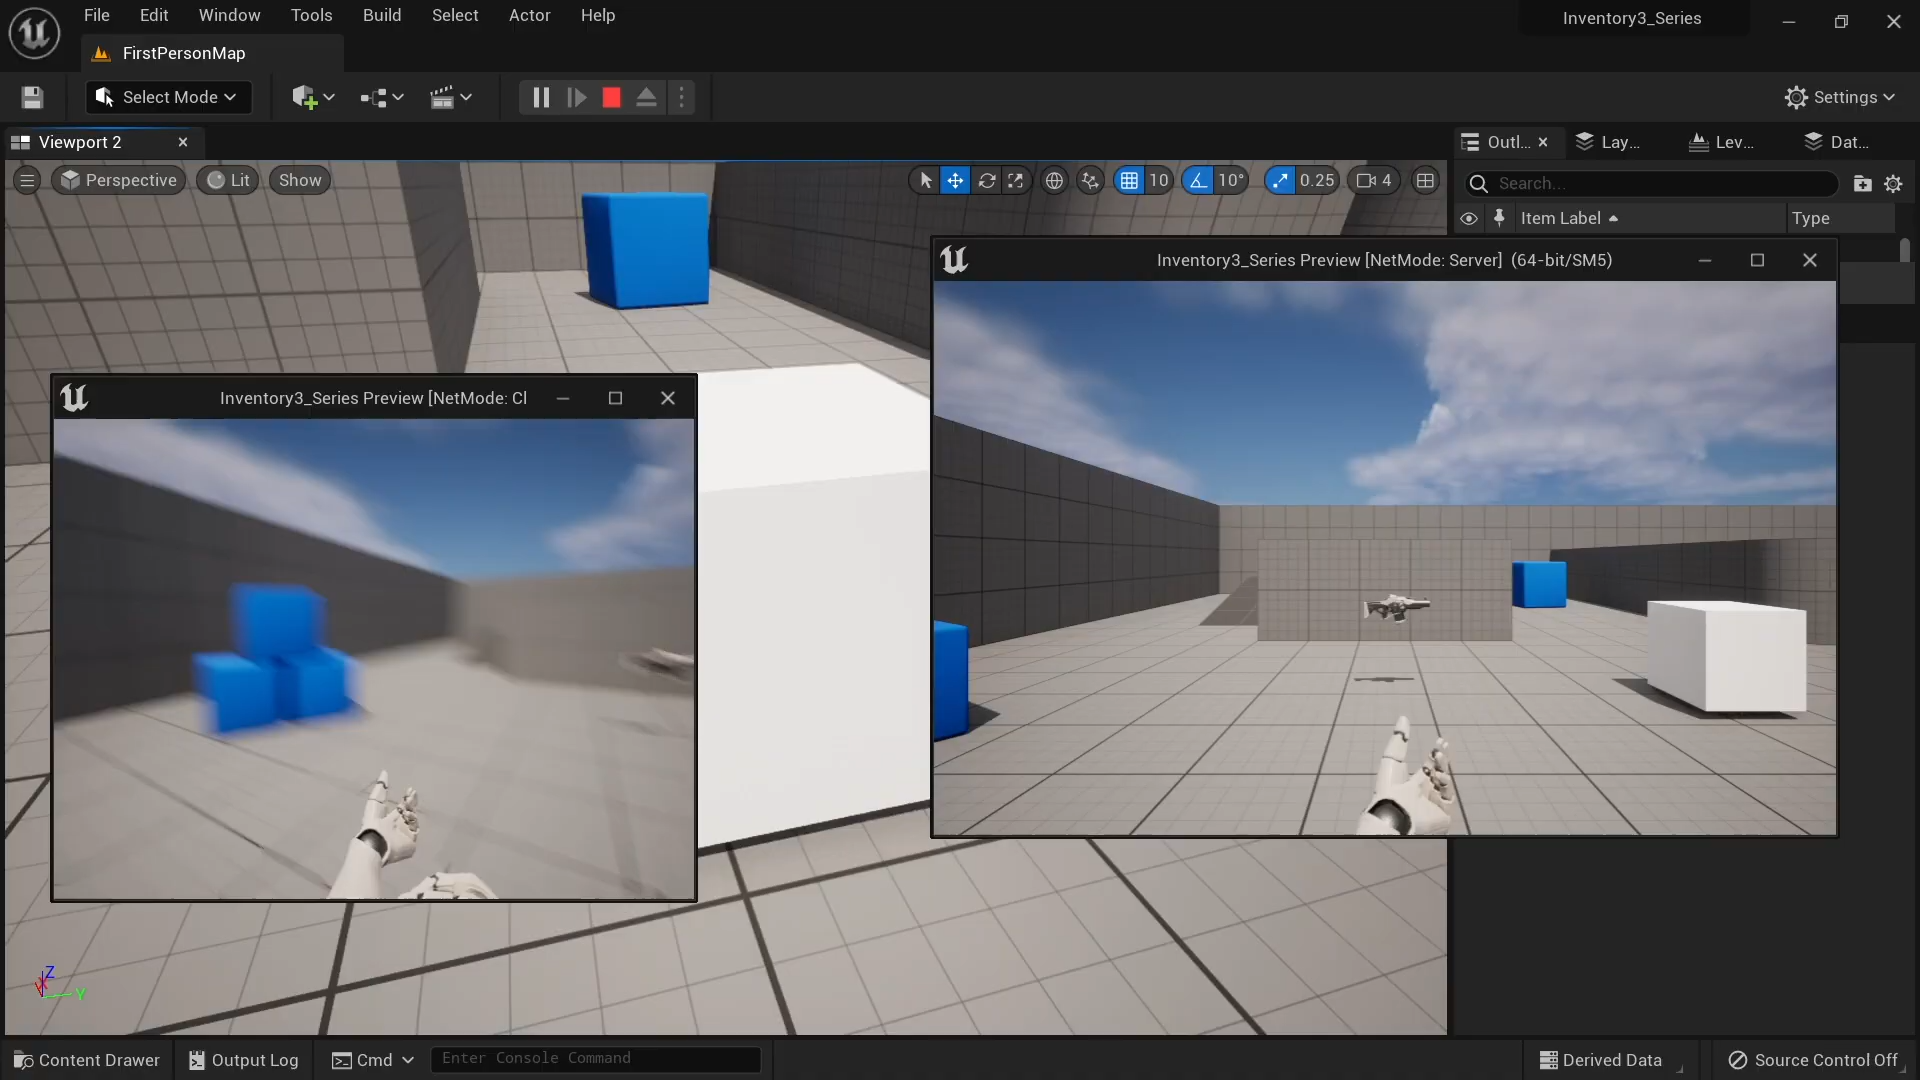 File Edit Window Tools Build Select Actor Help
Inventory3_Series
FirstPersonMap
Select Mode
Settings
Viewport 2
Outl...
Lay...
Lev...
Dat...
Perspective
Lit
Show
10
10°
0.25
4
Search...
Item Label
Type
Inventory3_Series Preview [NetMode: Server] (64-bit/SM5)
Inventory3_Series Preview [NetMode: Cl
Z
X
Y
Content Drawer
Output Log
Cmd
Enter Console Command
Derived Data
Source Control Off